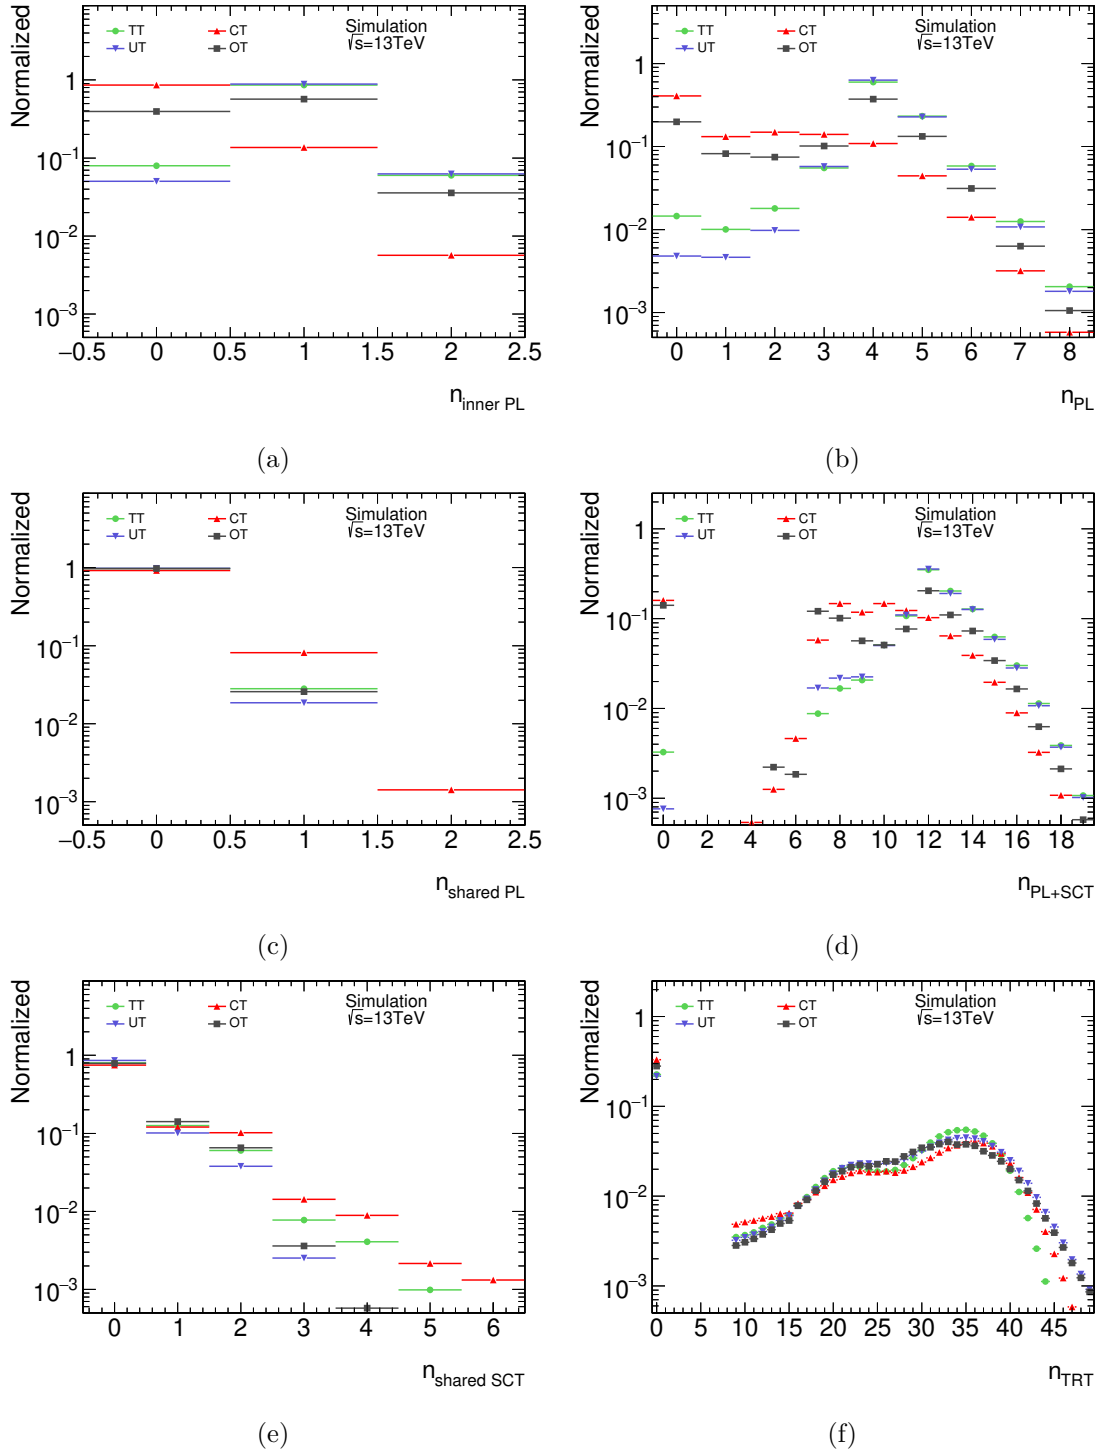 Normalized
TT CT Simulation
UT OT √s=13TeV
1
10⁻¹
10⁻²
10⁻³
−0.5 0 0.5 1 1.5 2 2.5
n_inner PL
(a)
Normalized
TT CT Simulation
UT OT √s=13TeV
1
10⁻¹
10⁻²
10⁻³
0 1 2 3 4 5 6 7 8
n_PL
(b)
Normalized
TT CT Simulation
UT OT √s=13TeV
1
10⁻¹
10⁻²
10⁻³
−0.5 0 0.5 1 1.5 2 2.5
n_shared PL
(c)
Normalized
TT CT Simulation
UT OT √s=13TeV
1
10⁻¹
10⁻²
10⁻³
0 2 4 6 8 10 12 14 16 18
n_PL+SCT
(d)
Normalized
TT CT Simulation
UT OT √s=13TeV
1
10⁻¹
10⁻²
10⁻³
0 1 2 3 4 5 6
n_shared SCT
(e)
Normalized
TT CT Simulation
UT OT √s=13TeV
1
10⁻¹
10⁻²
10⁻³
0 5 10 15 20 25 30 35 40 45
n_TRT
(f)